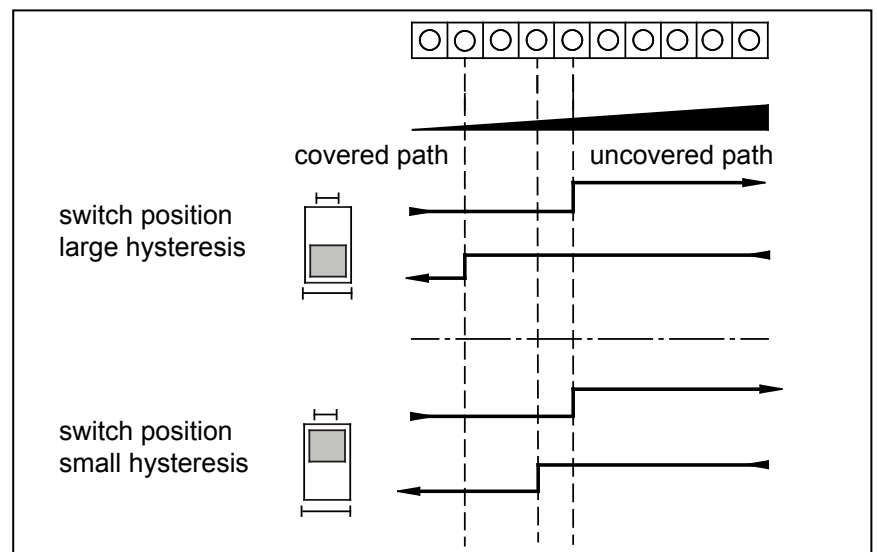 covered path
uncovered path
switch position
large hysteresis
switch position
small hysteresis